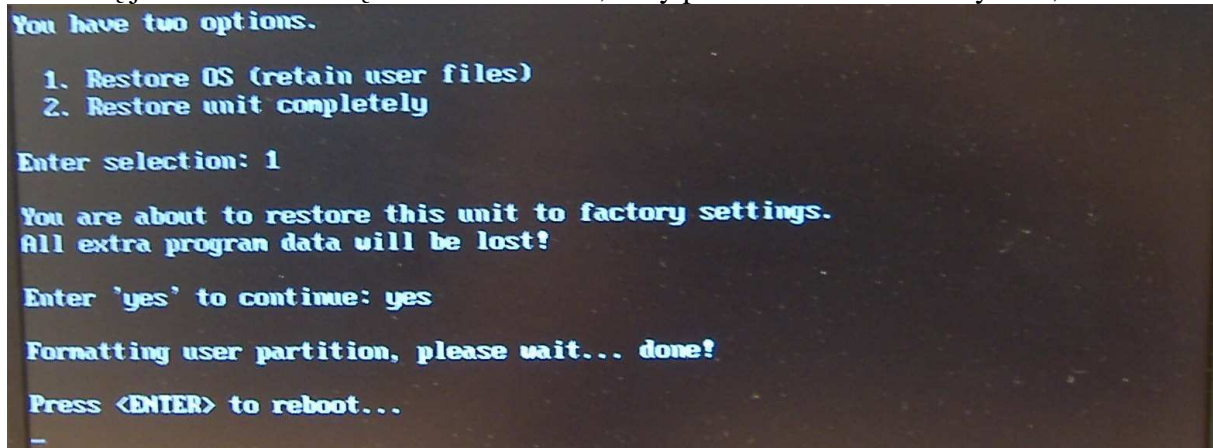 You have two options.
1. Restore OS (retain user files)
2. Restore unit completely
Enter selection: 1
You are about to restore this unit to factory settings.
All extra program data will be lost!
Enter 'yes' to continue: yes
Formatting user partition, please wait... done!
Press <ENTER> to reboot...
_